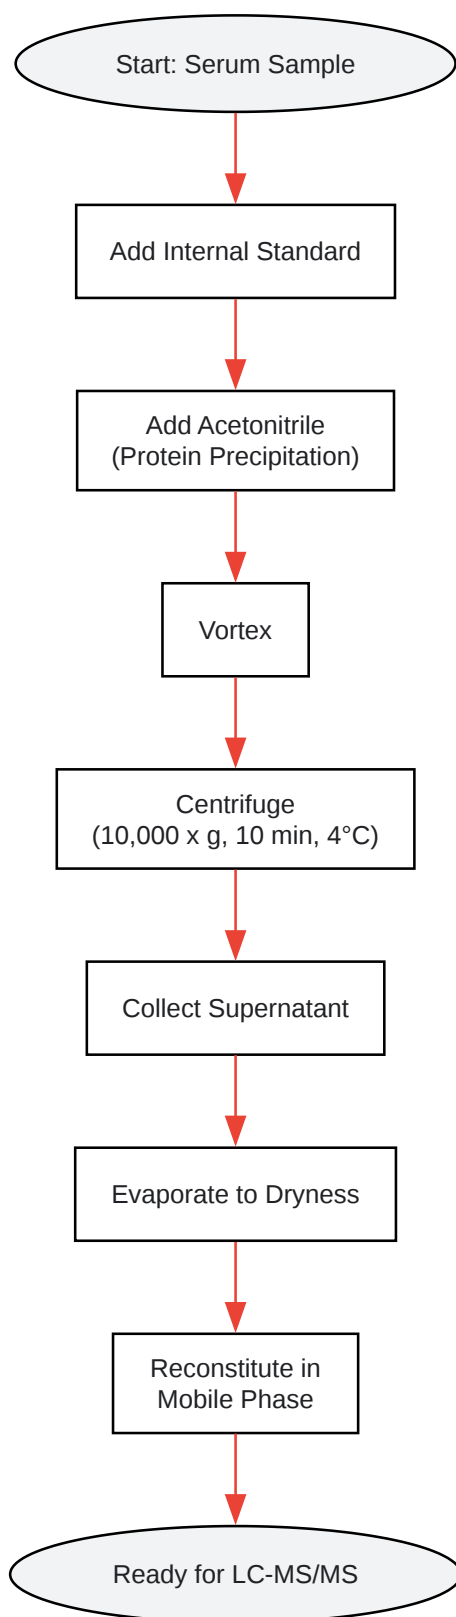 Start: Serum Sample
Add Internal Standard
Add Acetonitrile
(Protein Precipitation)
Vortex
Centrifuge
(10,000 x g, 10 min, 4°C)
Collect Supernatant
Evaporate to Dryness
Reconstitute in
Mobile Phase
Ready for LC-MS/MS